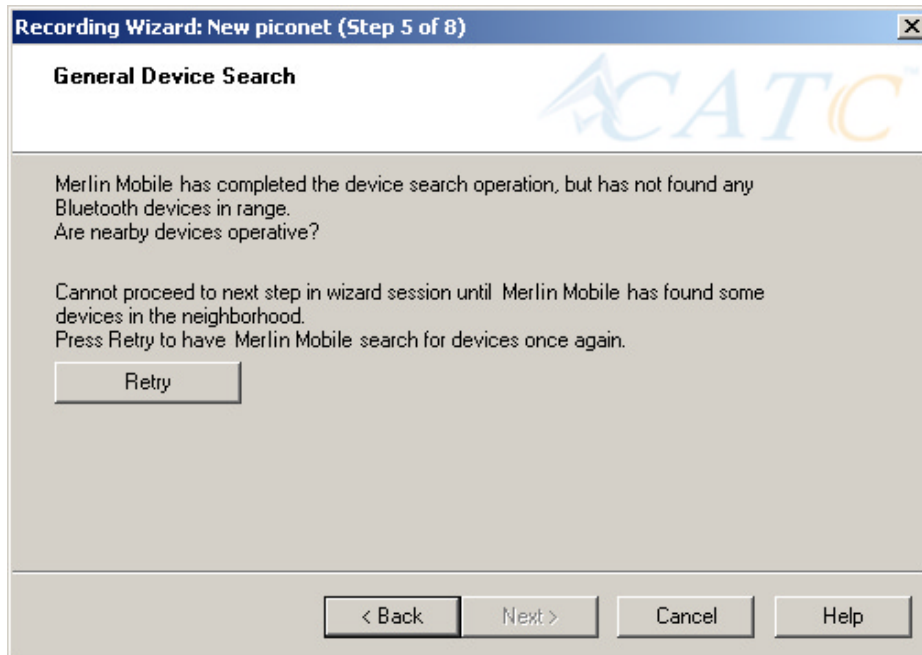 Recording Wizard: New piconet (Step 5 of 8)
General Device Search
CATC
Merlin Mobile has completed the device search operation, but has not found any
Bluetooth devices in range.
Are nearby devices operative?
Cannot proceed to next step in wizard session until Merlin Mobile has found some
devices in the neighborhood.
Press Retry to have Merlin Mobile search for devices once again.
Retry
< Back Next > Cancel Help